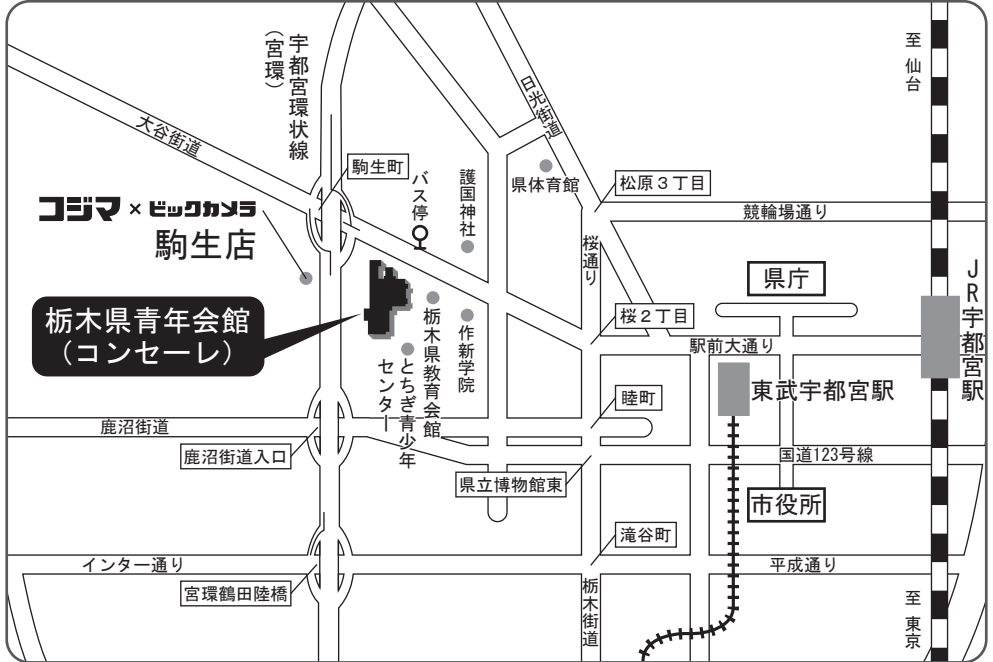 宇都宮環状線
（宮環）
大谷街道
駒生町
バス停
護国神社
日光街道
県体育館
松原３丁目
至 仙台
競輪場通り
コジマ×ビックカメラ
駒生店
桜通り
県庁
JR宇都宮駅
栃木県青年会館
（コンセーレ）
栃木県教育会館
作新学院
とちぎ青少年
センター
桜２丁目
駅前大通り
東武宇都宮駅
睦町
鹿沼街道
鹿沼街道入口
県立博物館東
国道123号線
市役所
滝谷町
インター通り
平成通り
宮環鶴田陸橋
栃木街道
至 東京